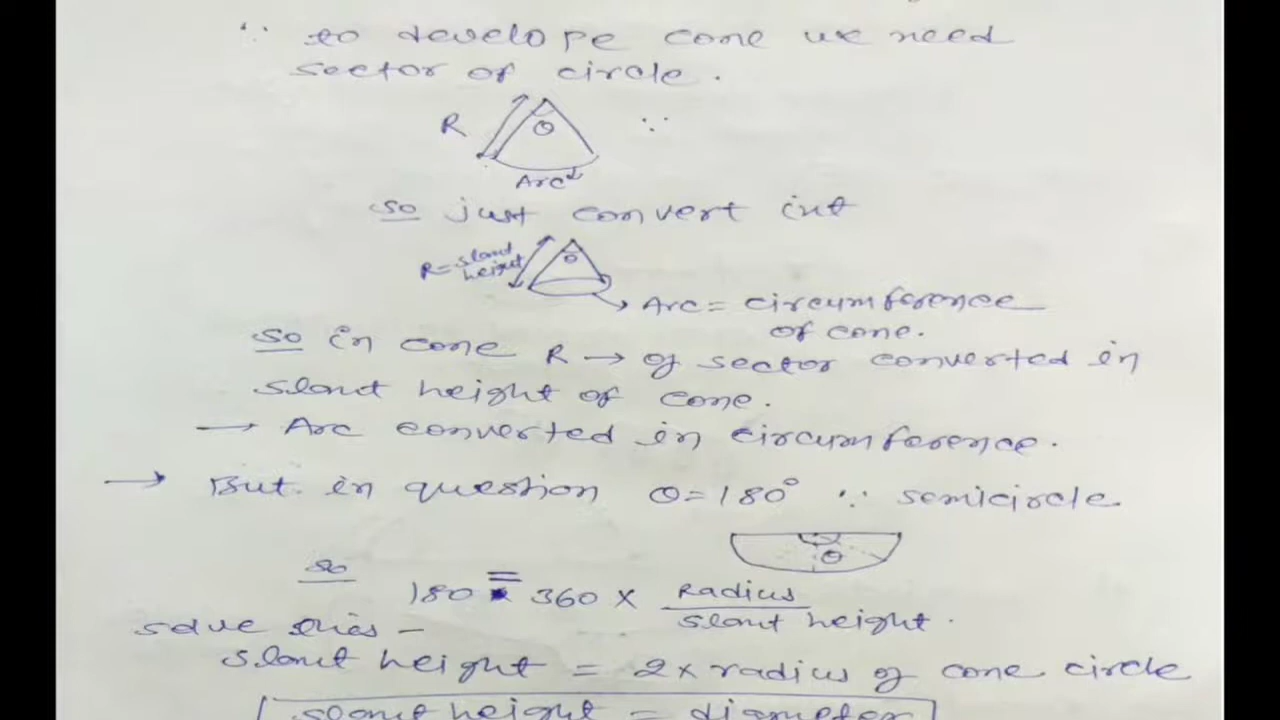 ∵ to develope cone we need
sector of circle.
R
θ
∵
Arc
so just convert int
R = slant
height
θ
Arc = circumference
of cone.
so in cone R → of sector converted in
slant height of cone.
→ Arc converted in circumference.
→ But in question θ = 180° ∵ semicircle.
θ
so
180 = 360 × Radius
slant height.
solve this –
slant height = 2 × radius of cone circle
slant height = diameter